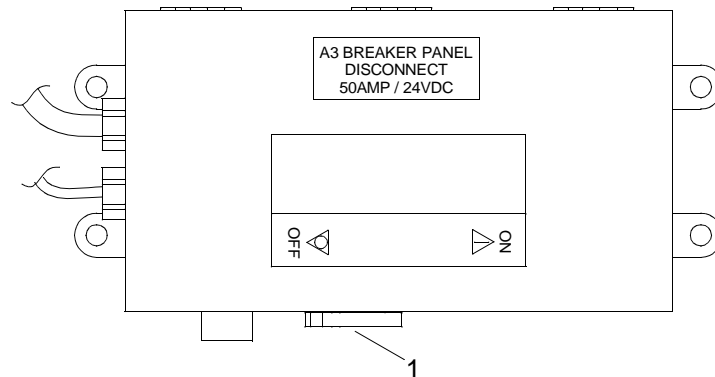 A3 BREAKER PANEL
DISCONNECT
50AMP / 24VDC
OFF
ON
1